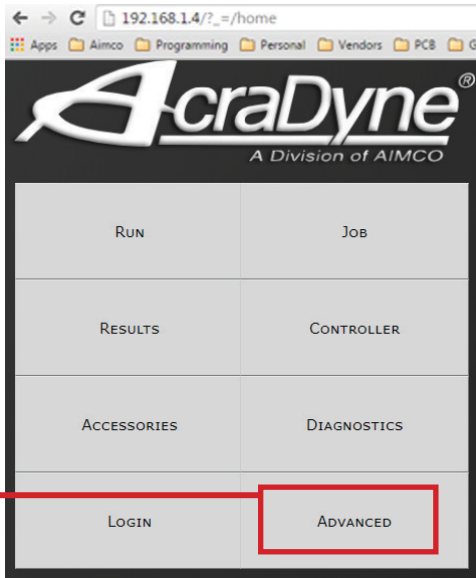 192.168.1.4/?_=/home
Apps Aimco Programming Personal Vendors PCB G
AcraDyne®
A Division of AIMCO
Run Job
Results Controller
Accessories Diagnostics
Login Advanced